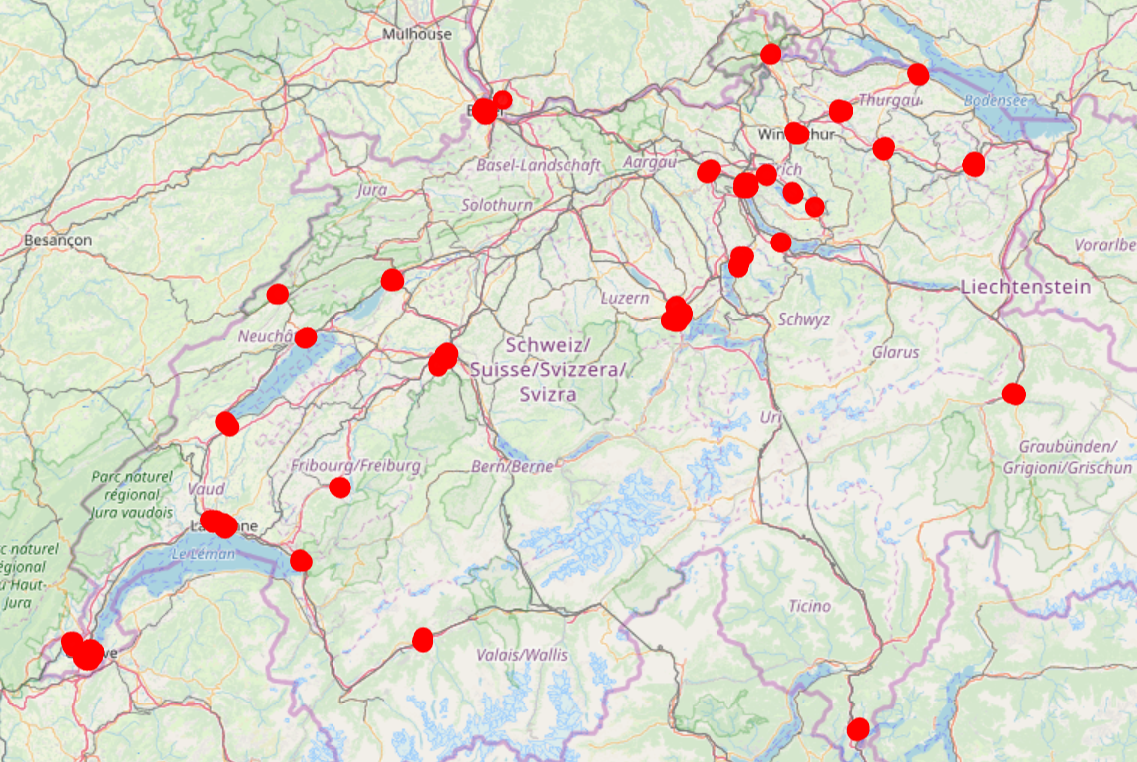 Mulhouse
Thurgau
Bodensee
Basel-Landschaft
Aargau
Jura
Solothurn
Besançon
Vorarlbe
Liechtenstein
Luzern
Schwyz
Schweiz/
Suisse/Svizzera/
Svizra
Glarus
Uri
Graubünden/
Grigioni/Grischun
Fribourg/Freiburg
Bern/Berne
Parc naturel
régional
Jura vaudois
Vaud
Le Léman
c naturel
égional
u Haut-
Jura
Ticino
Valais/Wallis